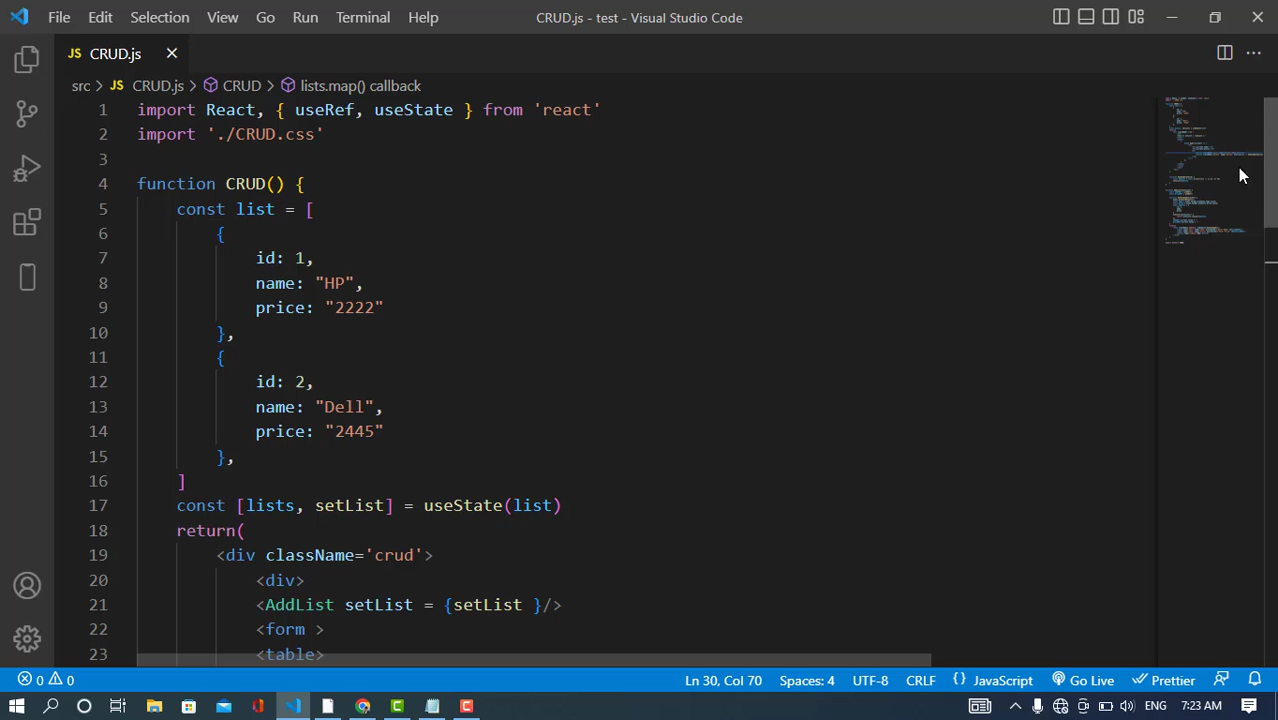 File Edit Selection View Go Run Terminal Help CRUD.js - test - Visual Studio Code
JS CRUD.js
src > JS CRUD.js > CRUD > lists.map() callback
1 import React, { useRef, useState } from 'react'
2 import './CRUD.css'
3
4 function CRUD() {
5 const list = [
6 {
7 id: 1,
8 name: "HP",
9 price: "2222"
10 },
11 {
12 id: 2,
13 name: "Dell",
14 price: "2445"
15 },
16 ]
17 const [lists, setList] = useState(list)
18 return(
19 <div className='crud'>
20 <div>
21 <AddList setList = {setList }/>
22 <form >
23 <table>
0 0 Ln 30, Col 70 Spaces: 4 UTF-8 CRLF {} JavaScript Go Live Prettier
ENG 7:23 AM